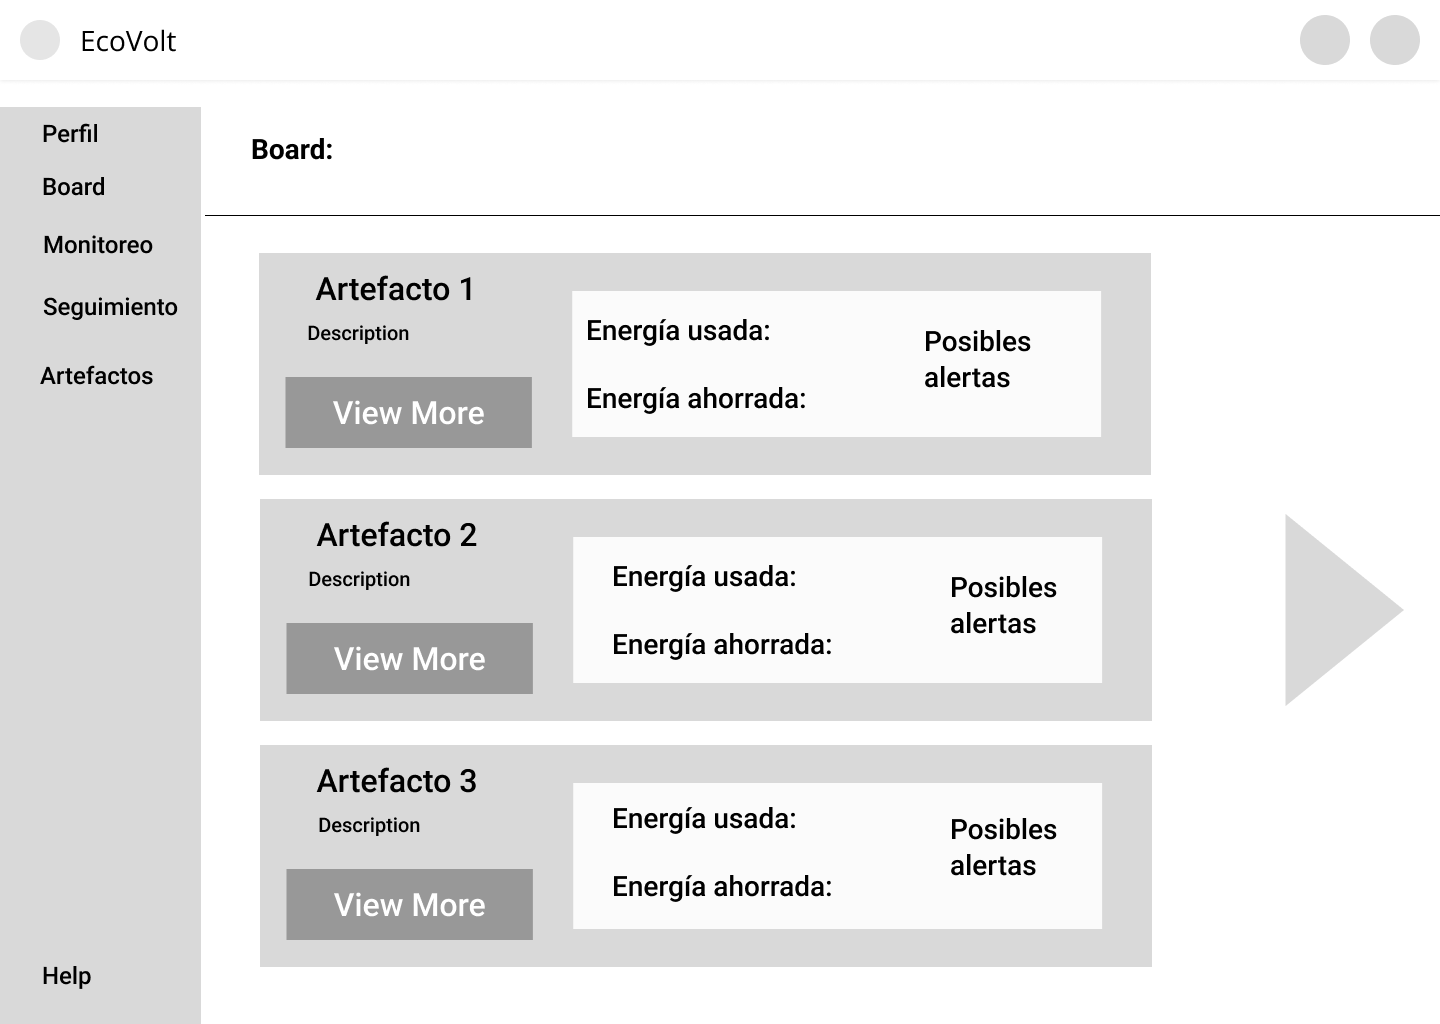 EcoVolt
Perfil
Board
Monitoreo
Seguimiento
Artefactos
Help
Board:
Artefacto 1
Description
View More
Energía usada:
Energía ahorrada:
Posibles
alertas
Artefacto 2
Description
View More
Energía usada:
Energía ahorrada:
Posibles
alertas
Artefacto 3
Description
View More
Energía usada:
Energía ahorrada:
Posibles
alertas